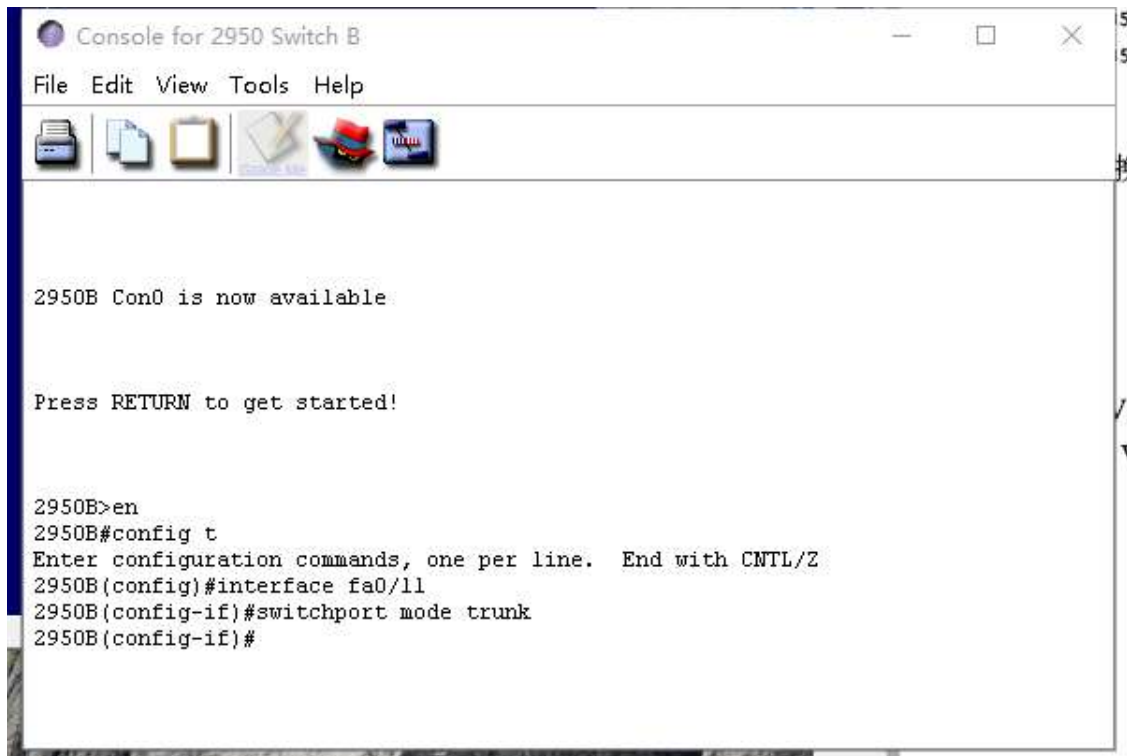 Console for 2950 Switch B
File Edit View Tools Help
2950B Con0 is now available
Press RETURN to get started!
2950B>en
2950B#config t
Enter configuration commands, one per line.  End with CNTL/Z
2950B(config)#interface fa0/11
2950B(config-if)#switchport mode trunk
2950B(config-if)#